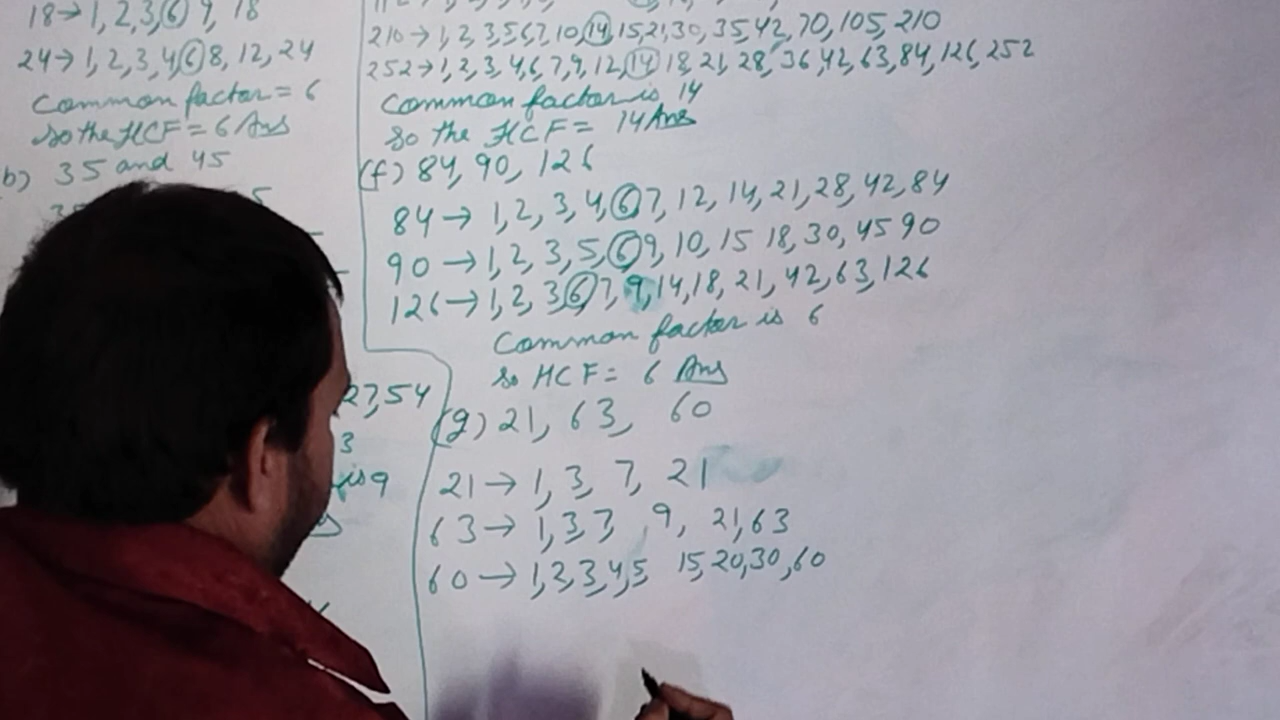 18→1,2,3,6,9,18
24→1,2,3,4,6,8,12,24
Common factor = 6
So the HCF = 6 Ans
b) 35 and 45
27,54
3
is 9
210→1,2,3,5,6,7,10,14,15,21,30,35,42,70,105,210
252→1,2,3,4,6,7,9,12,14,18,21,28,36,42,63,84,126,252
Common factor is 14
So the HCF = 14 Ans
(f) 84, 90, 126
84→1,2,3,4,6,7,12,14,21,28,42,84
90→1,2,3,5,6,9,10,15 18,30,45 90
126→1,2,3,6,7,9,14,18,21,42,63,126
Common factor is 6
So HCF = 6 Ans
(g) 21, 63, 60
21→1,3,7,21
63→1,3,7,9,21,63
60→1,2,3,4,5 15,20,30,60